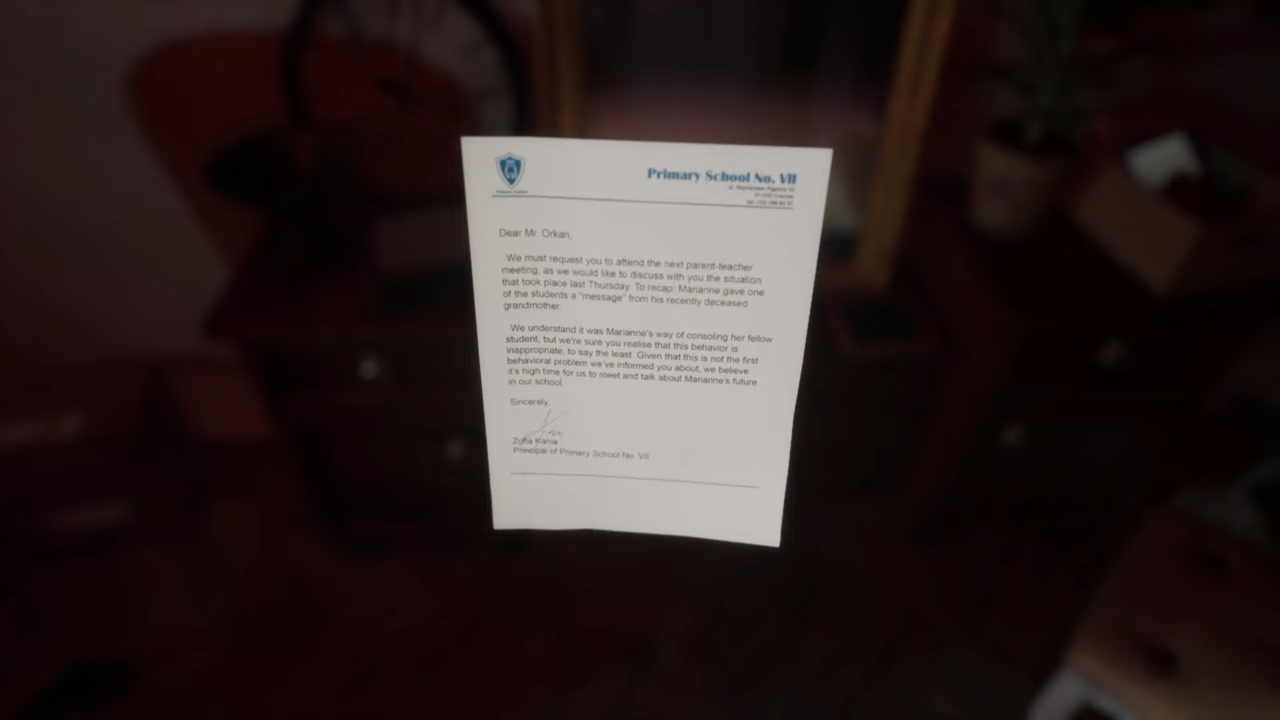 Primary School No. VII
Dear Mr. Orkan,
We must request you to attend the next parent-teacher
meeting, as we would like to discuss with you the situation
that took place last Thursday. To recap: Marianne gave one
of the students a "message" from his recently deceased
grandmother.
We understand it was Marianne's way of consoling her fellow
student, but we're sure you realise that this behavior is
inappropriate, to say the least. Given that this is not the first
behavioral problem we've informed you about, we believe
it's high time for us to meet and talk about Marianne's future
in our school.
Sincerely,
Zofia Kania
Principal of Primary School No. VII